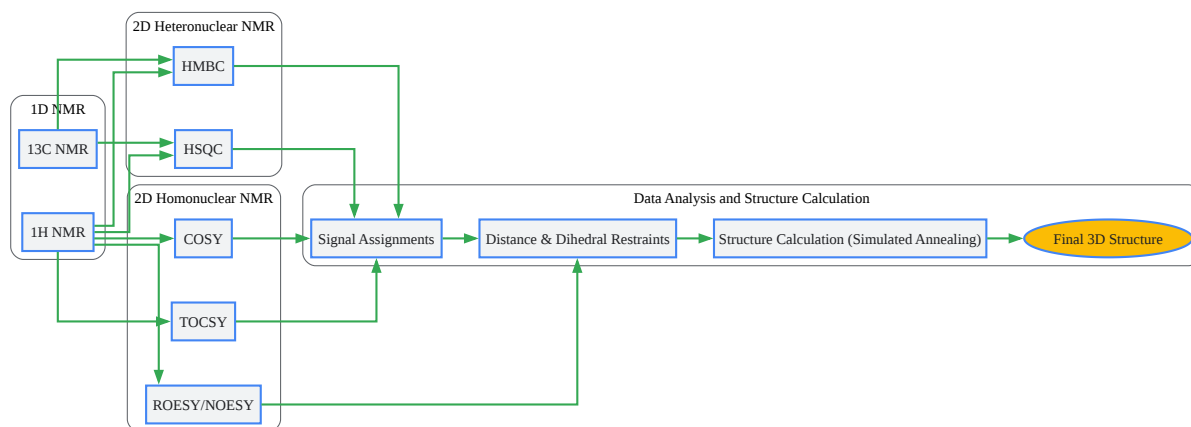 2D Heteronuclear NMR
HMBC
1D NMR
13C NMR
HSQC
2D Homonuclear NMR
Data Analysis and Structure Calculation
1H NMR
COSY
Signal Assignments
Distance & Dihedral Restraints
Structure Calculation (Simulated Annealing)
Final 3D Structure
TOCSY
ROESY/NOESY